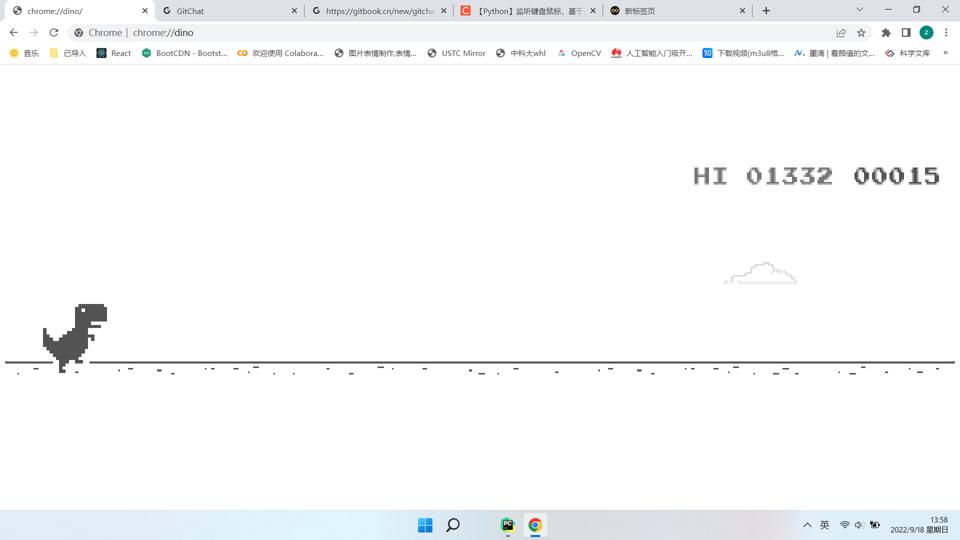 chrome://dino/
GitChat
https://gitbook.cn/new/gitcha
【Python】监听键盘鼠标，基于
新标签页
Chrome | chrome://dino
z
音乐
已导入
React
BootCDN - Bootst...
欢迎使用 Colabora...
图片表情制作,表情...
USTC Mirror
中科大whl
OpenCV
人工智能入门级开...
知 下载视频(m3u8格...
墨滴 | 看颜值的文...
科学文库
»
HI 01332 00015
英
13:58
2022/9/18 星期日